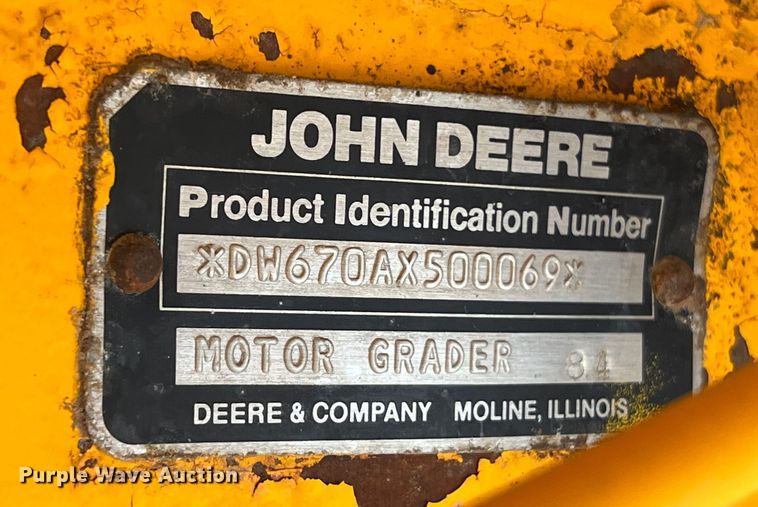 JOHN DEERE
Product Identification Number
*DW670AX500069*
MOTOR GRADER 84
DEERE & COMPANY MOLINE, ILLINOIS
Purple Wave Auction